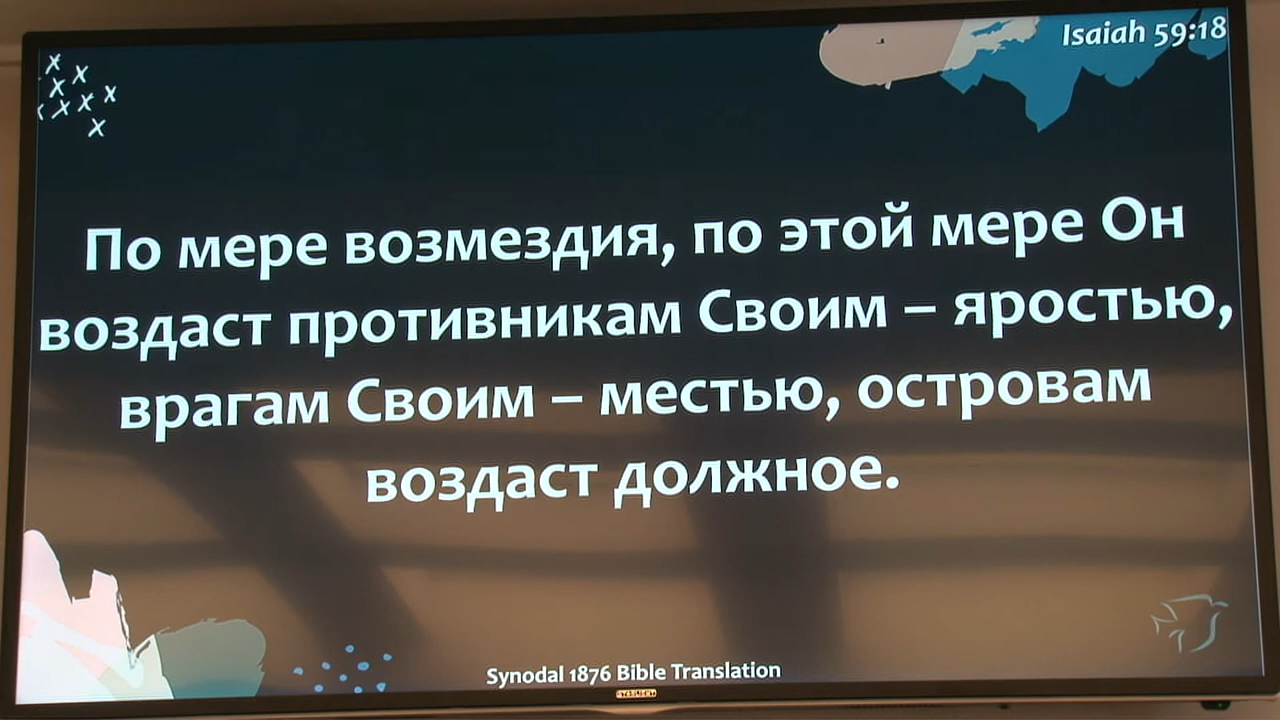 Isaiah 59:18
По мере возмездия, по этой мере Он
воздаст противникам Своим – яростью,
врагам Своим – местью, островам
воздаст должное.
Synodal 1876 Bible Translation